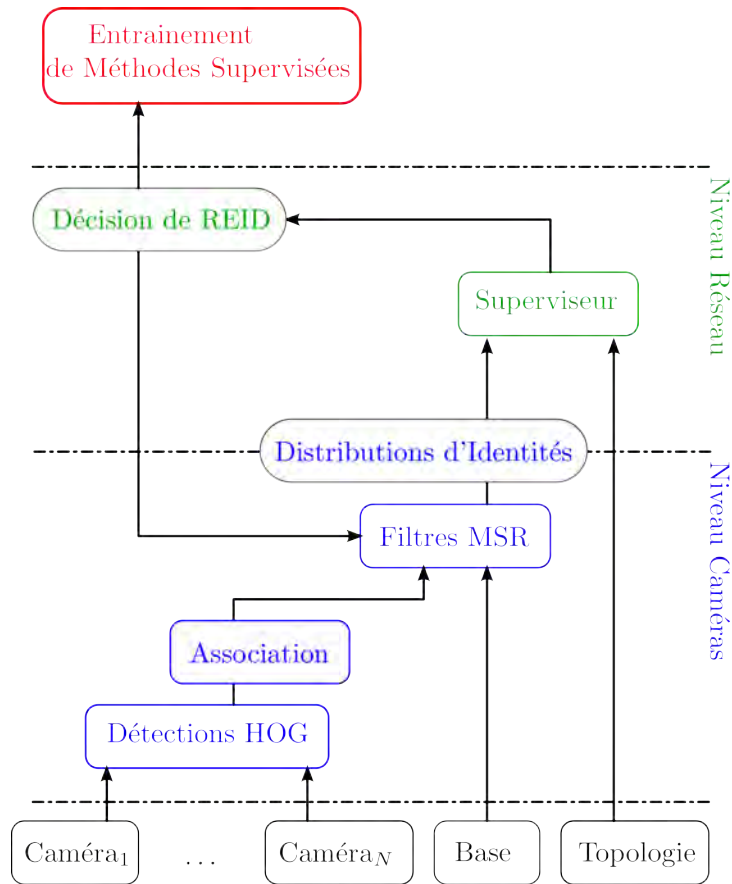 Entrainement
de Méthodes Supervisées
Décision de REID
Niveau Réseau
Superviseur
Distributions d'Identités
Niveau Caméras
Filtres MSR
Association
Détections HOG
Caméra₁
...
Caméra_N
Base
Topologie